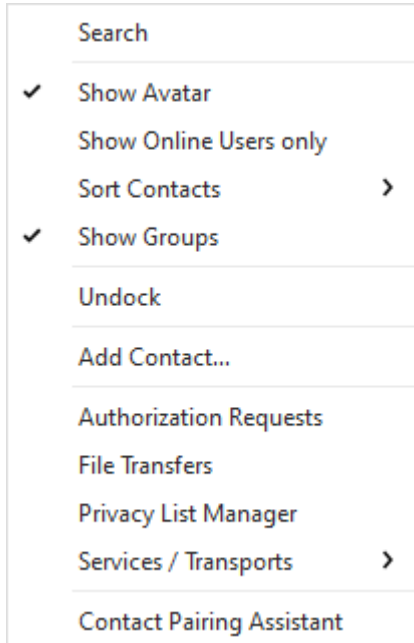 Search
Show Avatar
Show Online Users only
Sort Contacts
Show Groups
Undock
Add Contact...
Authorization Requests
File Transfers
Privacy List Manager
Services / Transports
Contact Pairing Assistant